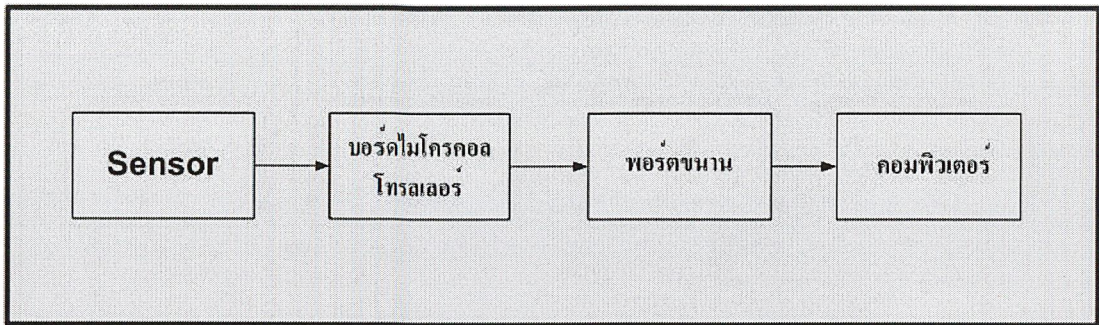 Sensor
บอร์ดไมโครคอล
โทรลเลอร์
พอร์ตขนาน
คอมพิวเตอร์